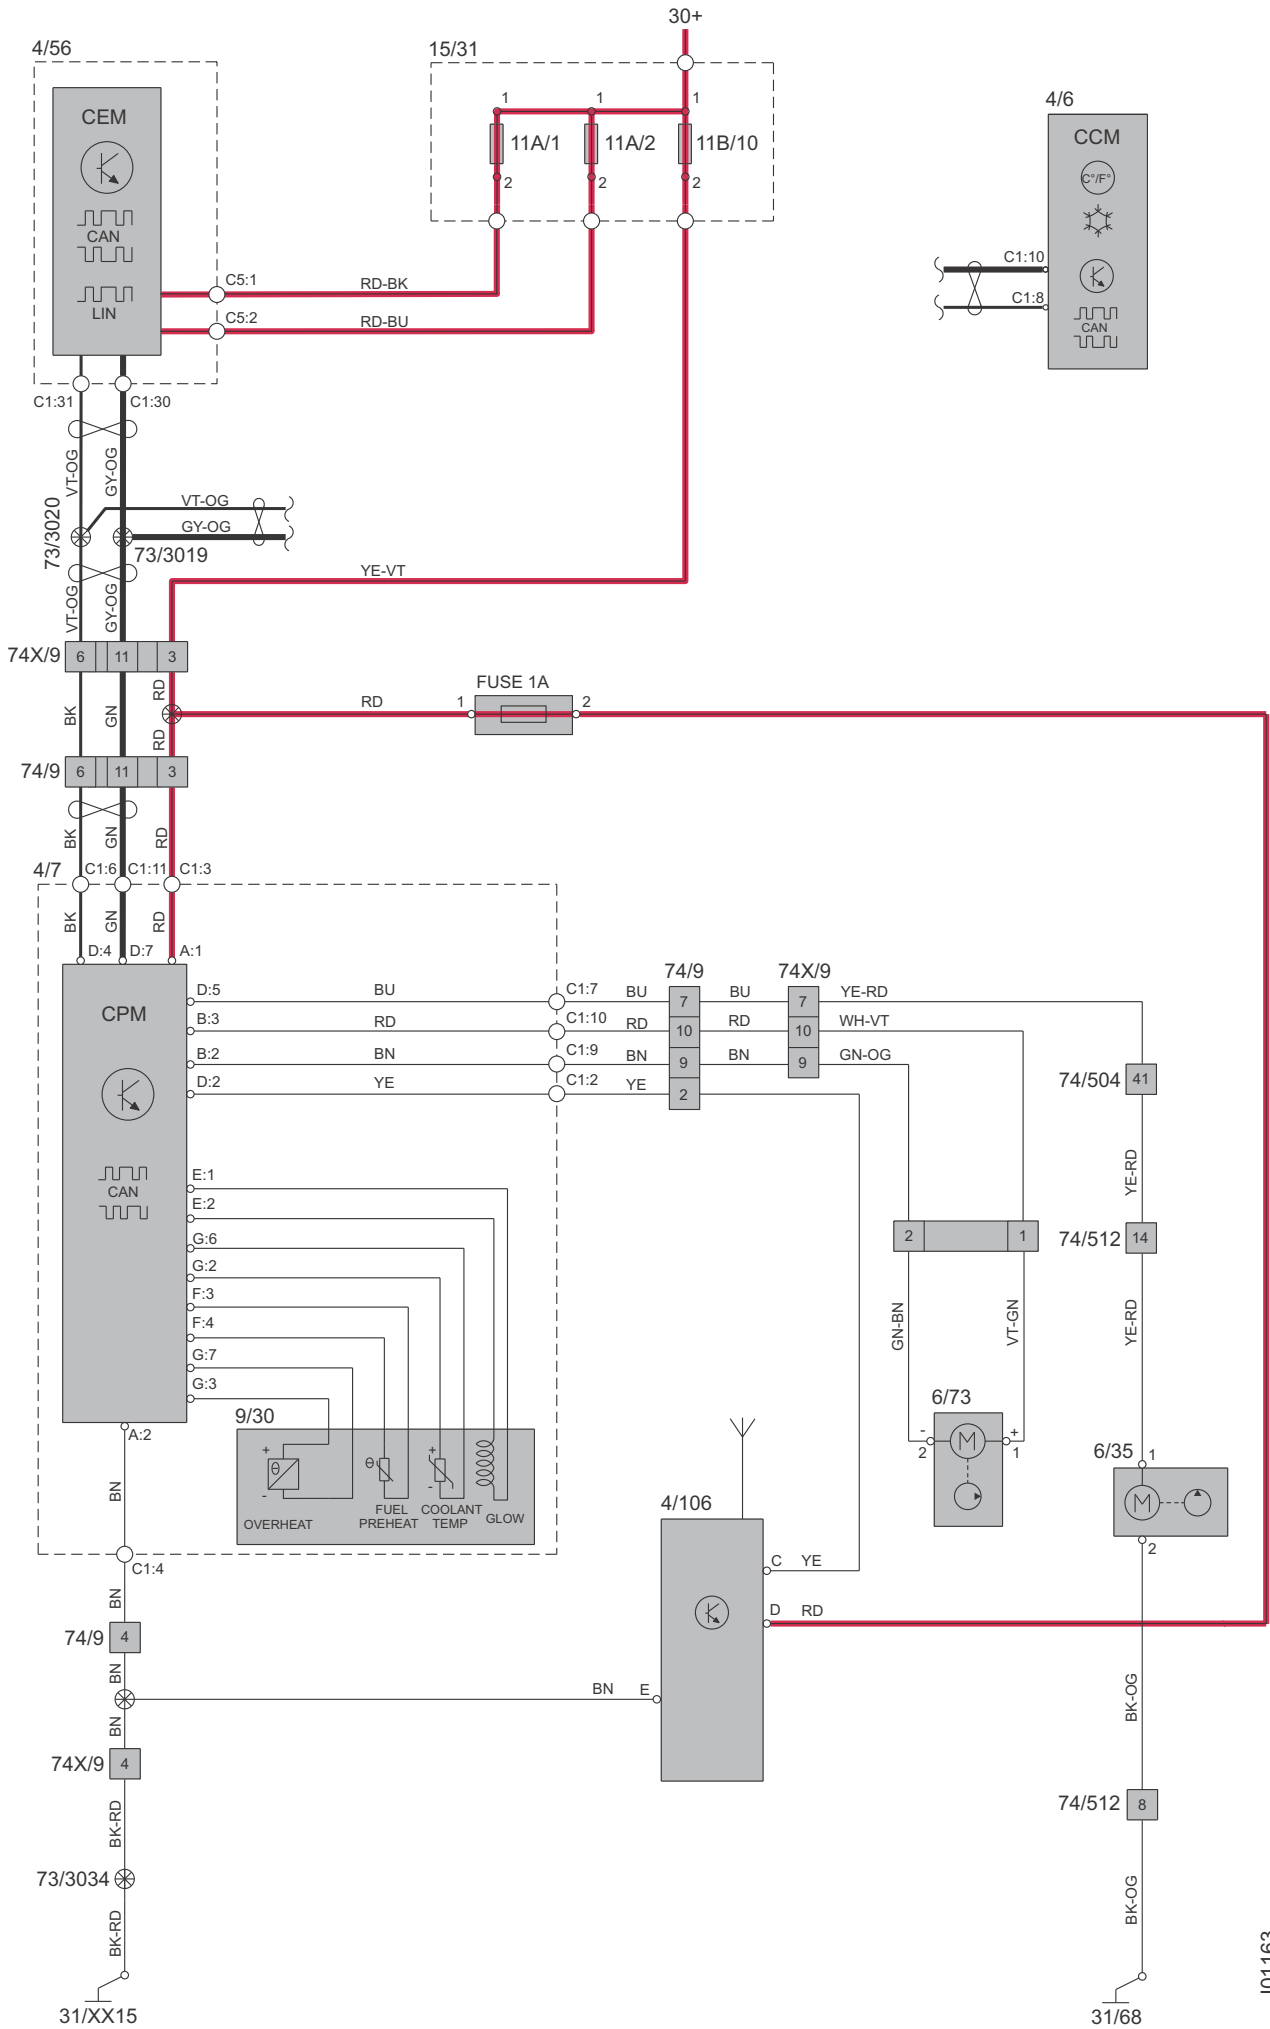 30+
4/56
15/31
4/6
CEM
CAN
LIN
1
1
1
11A/1
11A/2
11B/10
2
2
2
CCM
C°/F°
C1:10
C1:8
CAN
C5:1
RD-BK
C5:2
RD-BU
C1:31
C1:30
VT-OG
GY-OG
VT-OG
GY-OG
73/3020
73/3019
VT-OG
GY-OG
YE-VT
74X/9
6
11
3
BK
GN
RD
RD
RD
FUSE 1A
1
2
74/9
6
11
3
BK
GN
RD
4/7
C1:6
C1:11
C1:3
BK
GN
RD
D:4
D:7
A:1
CPM
CAN
74/9
74X/9
D:5
BU
C1:7
BU
7
BU
7
YE-RD
B:3
RD
C1:10
RD
10
RD
10
WH-VT
B:2
BN
C1:9
BN
9
BN
9
GN-OG
D:2
YE
C1:2
YE
2
74/504
41
YE-RD
E:1
E:2
G:6
G:2
F:3
F:4
G:7
G:3
2
1
74/512
14
GN-BN
VT-GN
YE-RD
6/73
-
2
M
+
1
6/35
1
M
2
A:2
9/30
+
θ
-
θ
+
-
OVERHEAT
FUEL
PREHEAT
COOLANT
TEMP
GLOW
BN
C1:4
4/106
C
YE
D
RD
BN
74/9
4
BN
BN
E
BN
74X/9
4
BK-RD
73/3034
BK-RD
31/XX15
BK-OG
74/512
8
BK-OG
31/68
J01163